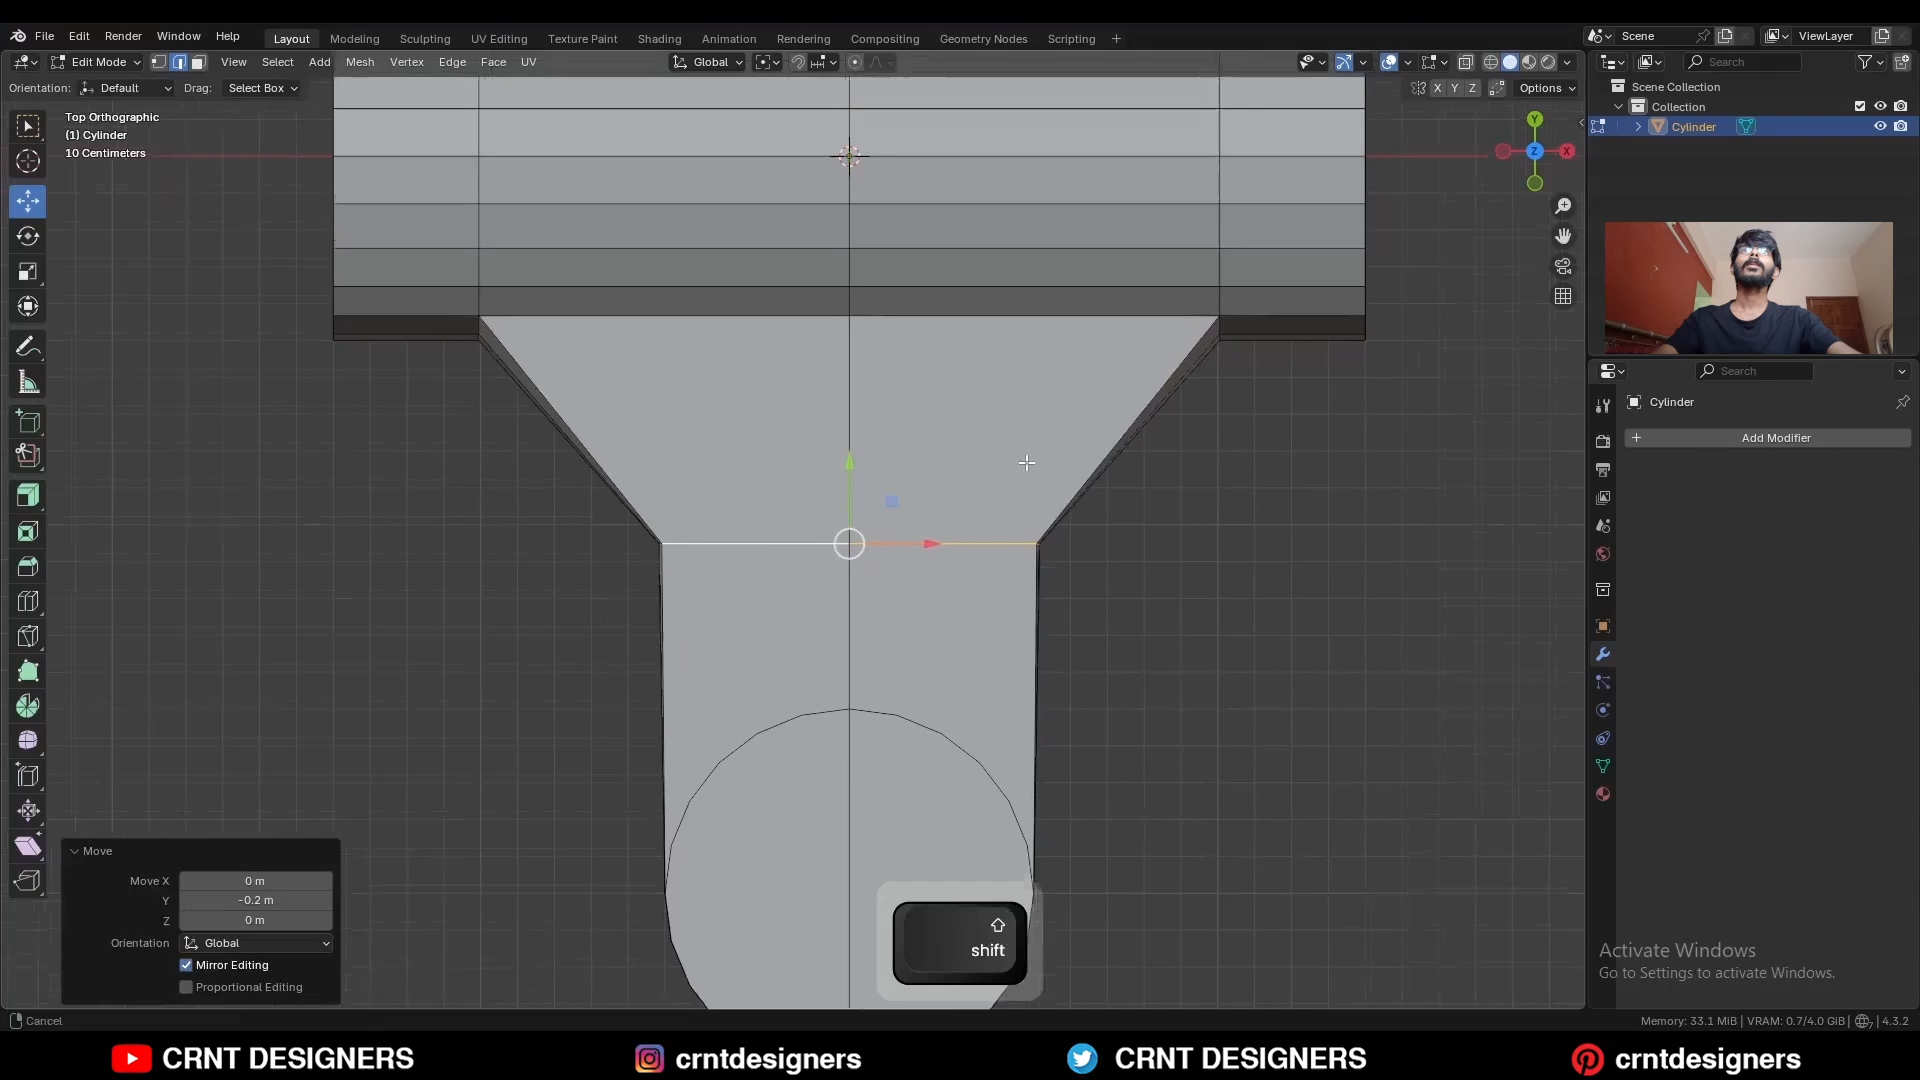 File Edit Render Window Help
Layout Modeling Sculpting UV Editing Texture Paint Shading Animation Rendering Compositing Geometry Nodes Scripting +
Scene
ViewLayer
Edit Mode View Select Add Mesh Vertex Edge Face UV
Global
Search
Orientation: Default Drag: Select Box
X Y Z Options
Scene Collection
Collection
Cylinder
Top Orthographic
(1) Cylinder
10 Centimeters
Y
Z X
Search
Cylinder
+ Add Modifier
Move
Move X 0 m
Y -0.2 m
Z 0 m
Orientation Global
Mirror Editing
Proportional Editing
shift
Activate Windows
Go to Settings to activate Windows.
Cancel
Memory: 33.1 MiB | VRAM: 0.7/4.0 GiB | 7 | 4.3.2
CRNT DESIGNERS crntdesigners CRNT DESIGNERS crntdesigners